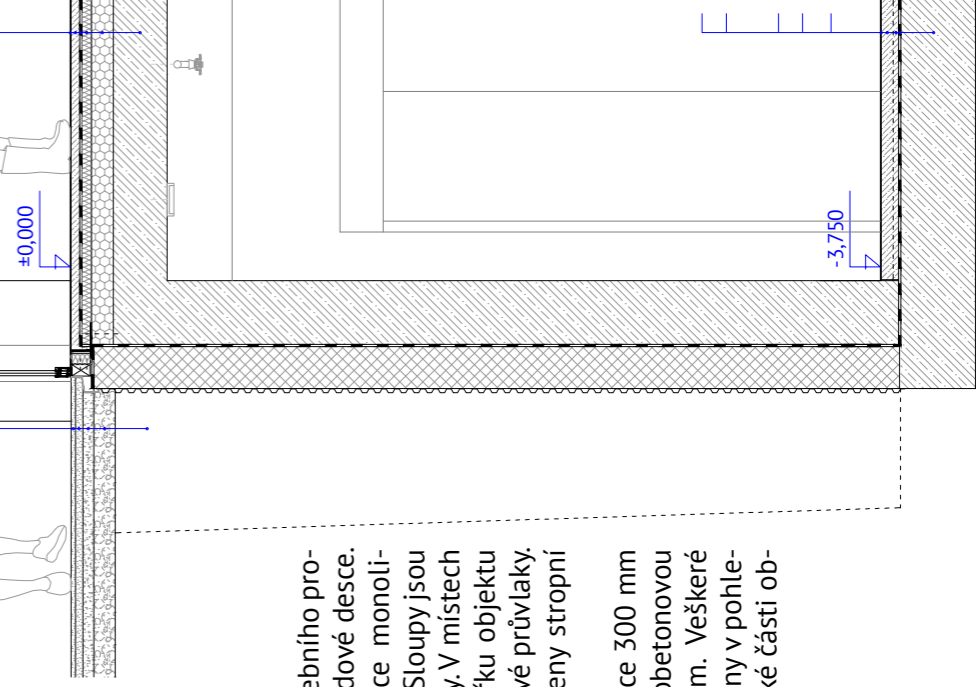 ±0,000
-3,750
ebního pro-
dové desce.
ce monoli-
Sloupy jsou
y. V místech
ku objektu
vé průvlaky.
eny stropní
ce 300 mm
obetonovou
m. Veškeré
ny v pohle-
ké části ob-